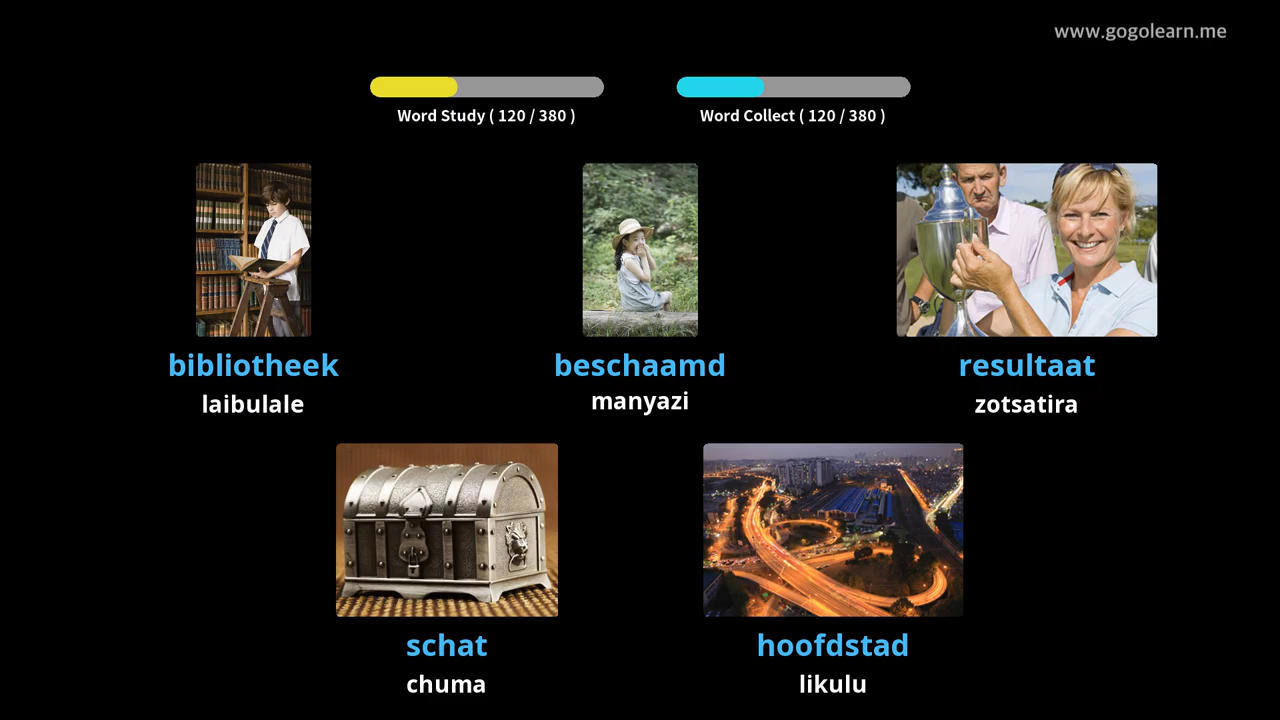 www.gogolearn.me
Word Study ( 120 / 380 )
Word Collect ( 120 / 380 )
bibliotheek
laibulale
beschaamd
manyazi
resultaat
zotsatira
schat
chuma
hoofdstad
likulu